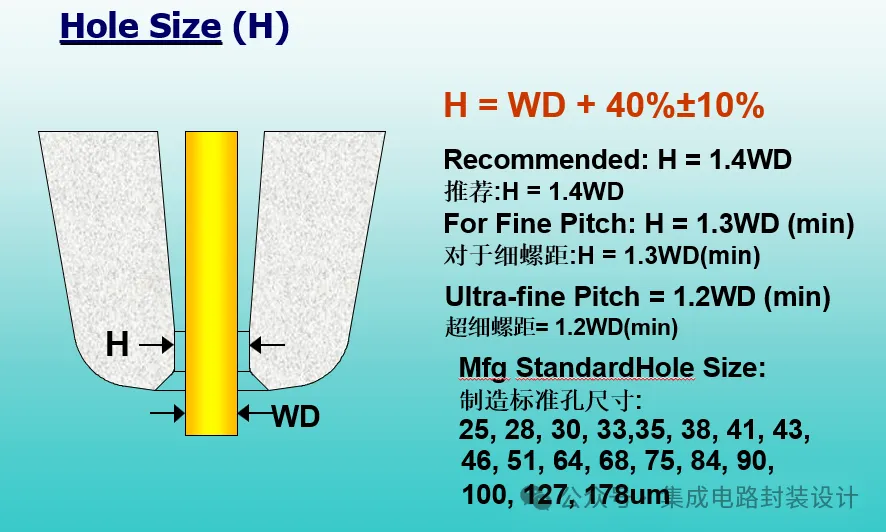 Hole Size (H)
H = WD + 40%±10%
Recommended: H = 1.4WD
推荐:H = 1.4WD
For Fine Pitch: H = 1.3WD (min)
对于细螺距:H = 1.3WD(min)
Ultra-fine Pitch = 1.2WD (min)
超细螺距= 1.2WD(min)
H
WD
Mfg StandardHole Size:
制造标准孔尺寸:
25, 28, 30, 33,35, 38, 41, 43,
46, 51, 64, 68, 75, 84, 90,
100, 127, 178um
公众号 · 集成电路封装设计